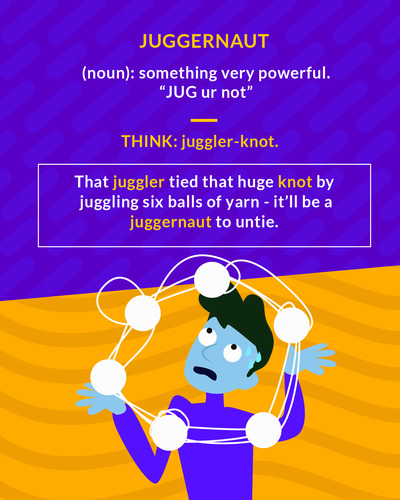 JUGGERNAUT
(noun): something very powerful.
“JUG ur not”
THINK: juggler-knot.
That juggler tied that huge knot by
juggling six balls of yarn - it’ll be a
juggernaut to untie.